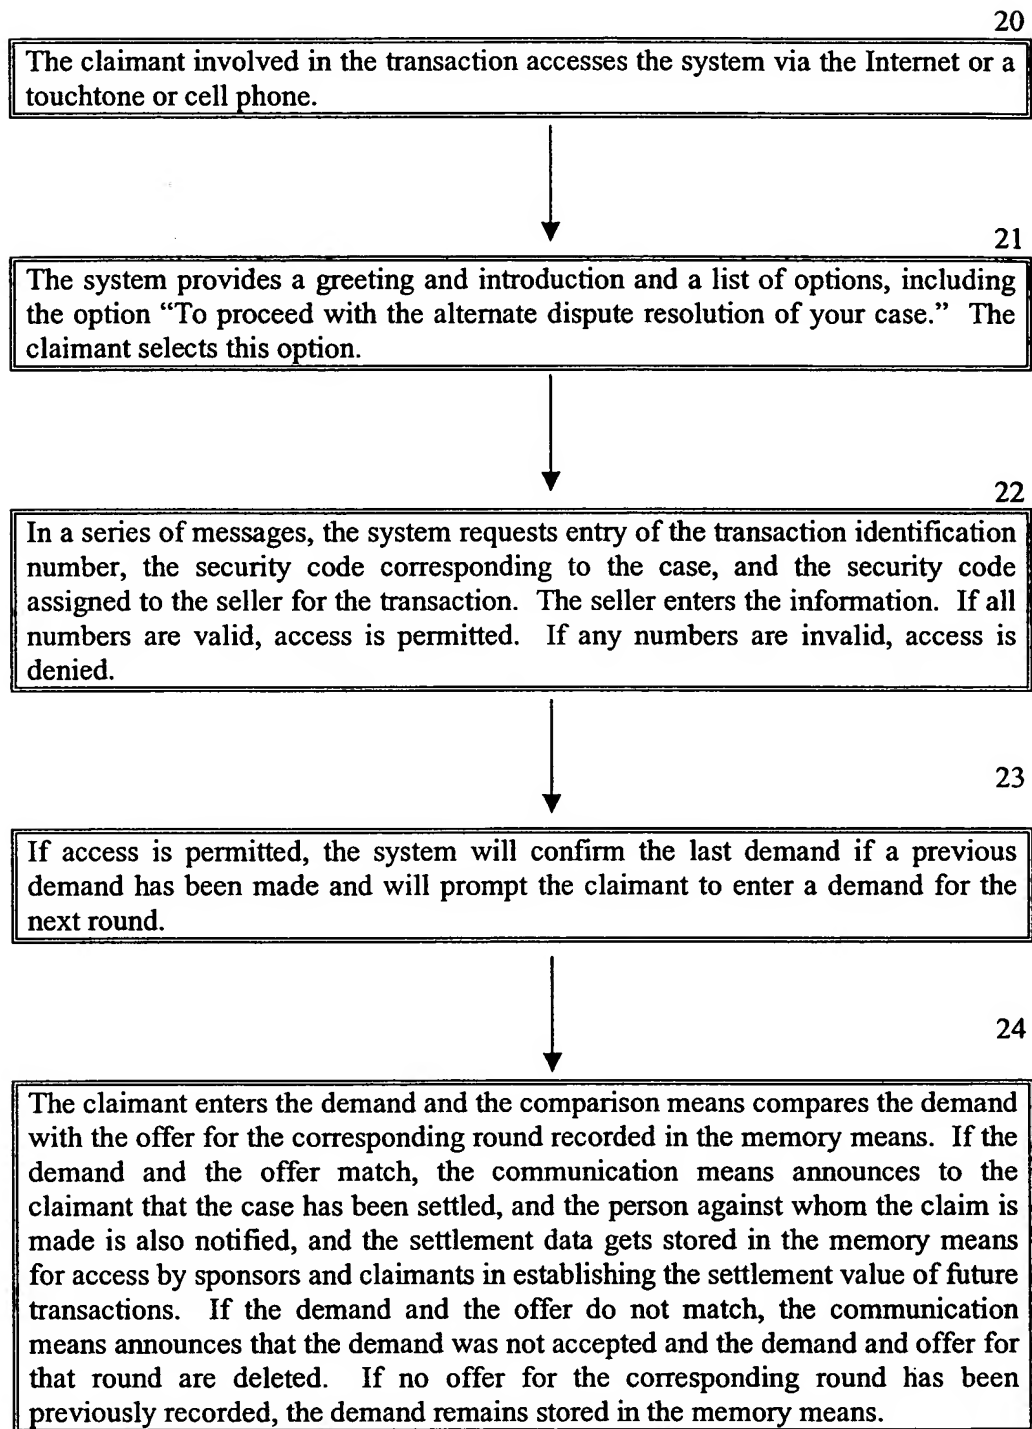 20
The claimant involved in the transaction accesses the system via the Internet or a
touchtone or cell phone.
21
The system provides a greeting and introduction and a list of options, including
the option “To proceed with the alternate dispute resolution of your case.” The
claimant selects this option.
22
In a series of messages, the system requests entry of the transaction identification
number, the security code corresponding to the case, and the security code
assigned to the seller for the transaction. The seller enters the information. If all
numbers are valid, access is permitted. If any numbers are invalid, access is
denied.
23
If access is permitted, the system will confirm the last demand if a previous
demand has been made and will prompt the claimant to enter a demand for the
next round.
24
The claimant enters the demand and the comparison means compares the demand
with the offer for the corresponding round recorded in the memory means. If the
demand and the offer match, the communication means announces to the
claimant that the case has been settled, and the person against whom the claim is
made is also notified, and the settlement data gets stored in the memory means
for access by sponsors and claimants in establishing the settlement value of future
transactions. If the demand and the offer do not match, the communication
means announces that the demand was not accepted and the demand and offer for
that round are deleted. If no offer for the corresponding round has been
previously recorded, the demand remains stored in the memory means.